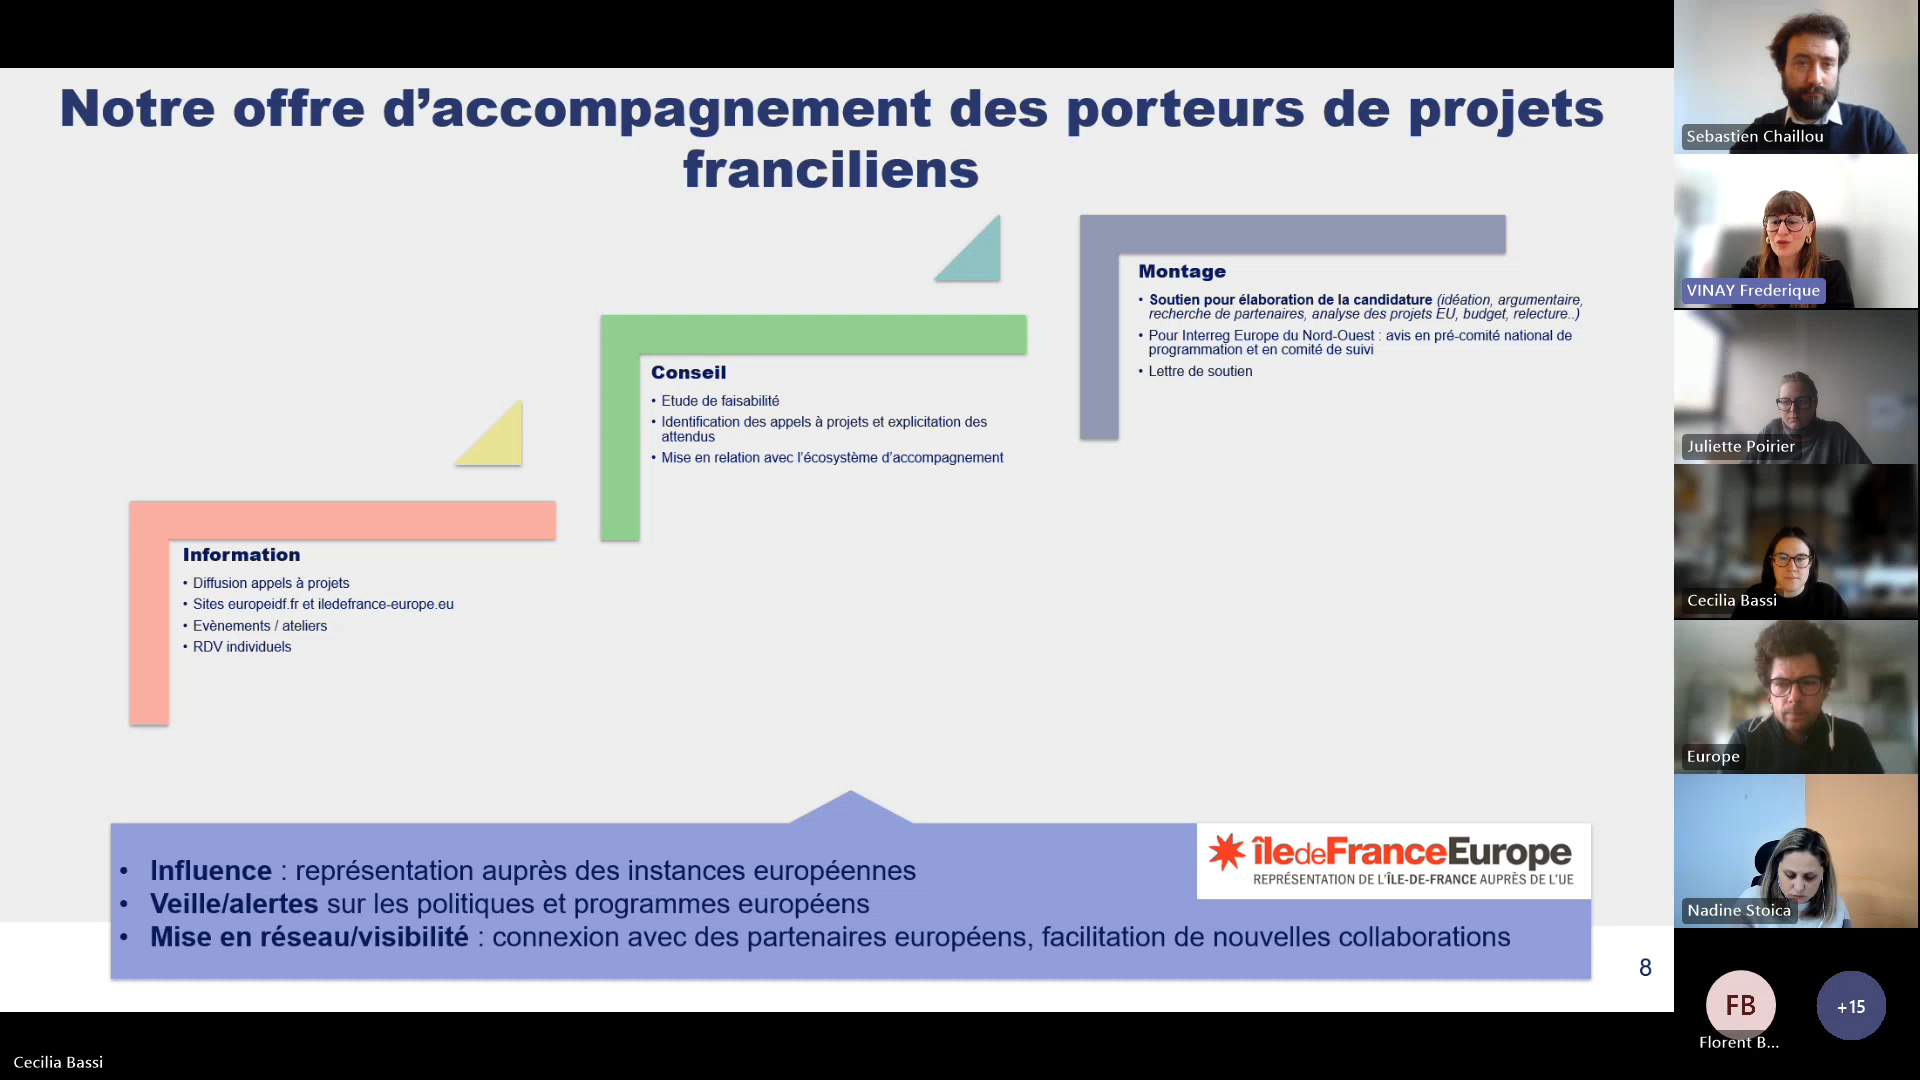 Notre offre d’accompagnement des porteurs de projets
franciliens
Montage
• Soutien pour élaboration de la candidature (idéation, argumentaire,
recherche de partenaires, analyse des projets EU, budget, relecture..)
• Pour Interreg Europe du Nord-Ouest : avis en pré-comité national de
programmation et en comité de suivi
• Lettre de soutien
Conseil
• Etude de faisabilité
• Identification des appels à projets et explicitation des
attendus
• Mise en relation avec l’écosystème d’accompagnement
Information
• Diffusion appels à projets
• Sites europeidf.fr et iledefrance-europe.eu
• Evènements / ateliers
• RDV individuels
• Influence : représentation auprès des instances européennes
• Veille/alertes sur les politiques et programmes européens
• Mise en réseau/visibilité : connexion avec des partenaires européens, facilitation de nouvelles collaborations
îledeFranceEurope
REPRÉSENTATION DE L’ÎLE-DE-FRANCE AUPRÈS DE L’UE
8
Cecilia Bassi
Sebastien Chaillou
VINAY Frederique
Juliette Poirier
Cecilia Bassi
Europe
Nadine Stoica
FB
Florent B...
+15